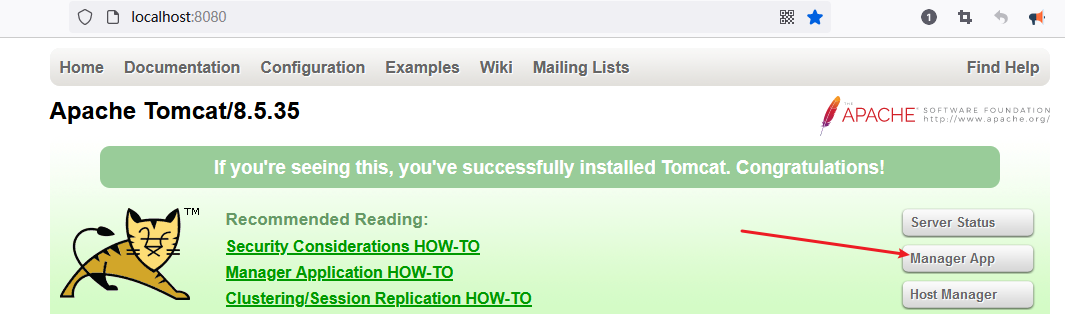 localhost:8080
1
Home Documentation Configuration Examples Wiki Mailing Lists Find Help
Apache Tomcat/8.5.35
THE
APACHE SOFTWARE FOUNDATION
http://www.apache.org/
If you're seeing this, you've successfully installed Tomcat. Congratulations!
TM
Recommended Reading:
Security Considerations HOW-TO
Manager Application HOW-TO
Clustering/Session Replication HOW-TO
Server Status
Manager App
Host Manager